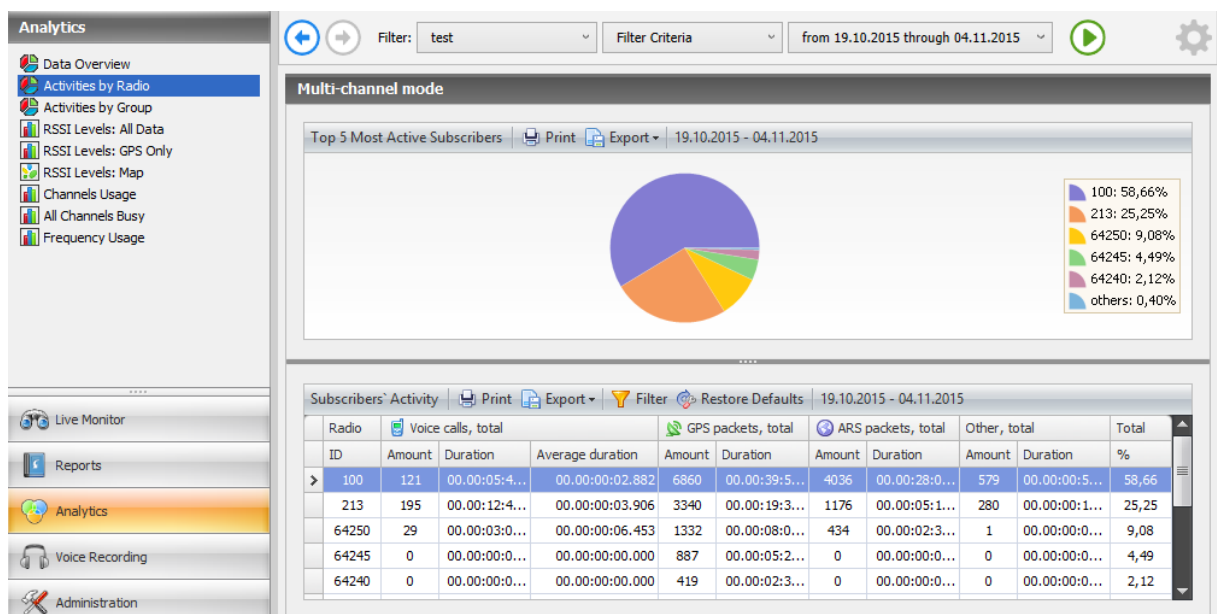 Analytics
Data Overview
Activities by Radio
Activities by Group
RSSI Levels: All Data
RSSI Levels: GPS Only
RSSI Levels: Map
Channels Usage
All Channels Busy
Frequency Usage
Live Monitor
Reports
Analytics
Voice Recording
Administration
Filter: test Filter Criteria from 19.10.2015 through 04.11.2015
Multi-channel mode
Top 5 Most Active Subscribers Print Export 19.10.2015 - 04.11.2015
100: 58,66%
213: 25,25%
64250: 9,08%
64245: 4,49%
64240: 2,12%
others: 0,40%
Subscribers` Activity Print Export Filter Restore Defaults 19.10.2015 - 04.11.2015
Radio Voice calls, total GPS packets, total ARS packets, total Other, total Total
ID Amount Duration Average duration Amount Duration Amount Duration Amount Duration %
100 121 00.00:05:4... 00.00:00:02.882 6860 00.00:39:5... 4036 00.00:28:0... 579 00.00:00:5... 58,66
213 195 00.00:12:4... 00.00:00:03.906 3340 00.00:19:3... 1176 00.00:05:1... 280 00.00:00:1... 25,25
64250 29 00.00:03:0... 00.00:00:06.453 1332 00.00:08:0... 434 00.00:02:3... 1 00.00:00:0... 9,08
64245 0 00.00:00:0... 00.00:00:00.000 887 00.00:05:2... 0 00.00:00:0... 0 00.00:00:0... 4,49
64240 0 00.00:00:0... 00.00:00:00.000 419 00.00:02:3... 0 00.00:00:0... 0 00.00:00:0... 2,12